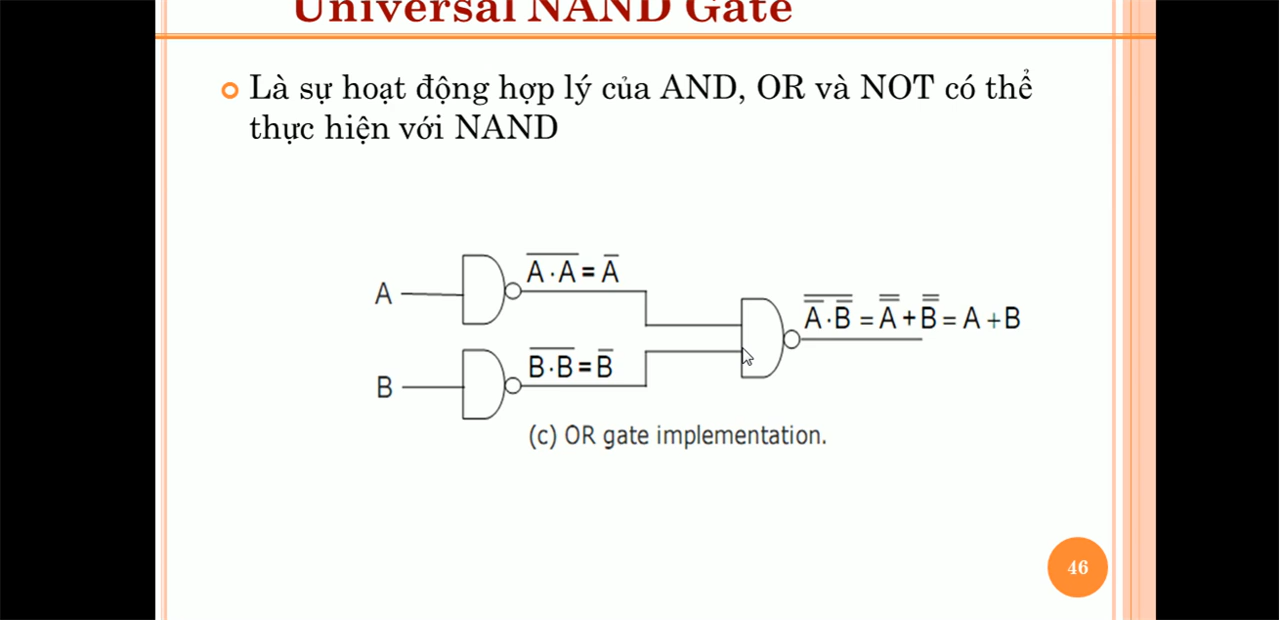 Universal NAND Gate
Là sự hoạt động hợp lý của AND, OR và NOT có thể
thực hiện với NAND
A
A̅ ̅·̅ ̅A̅ = A̅
B
B̅ ̅·̅ ̅B̅ = B̅
A̿ ̅·̅ ̅B̿ = A̿ + B̿ = A + B
(c) OR gate implementation.
46